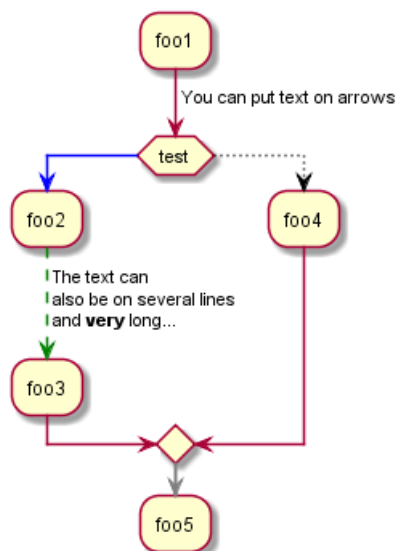 foo1
You can put text on arrows
test
foo2
foo4
The text can
also be on several lines
and very long...
foo3
foo5